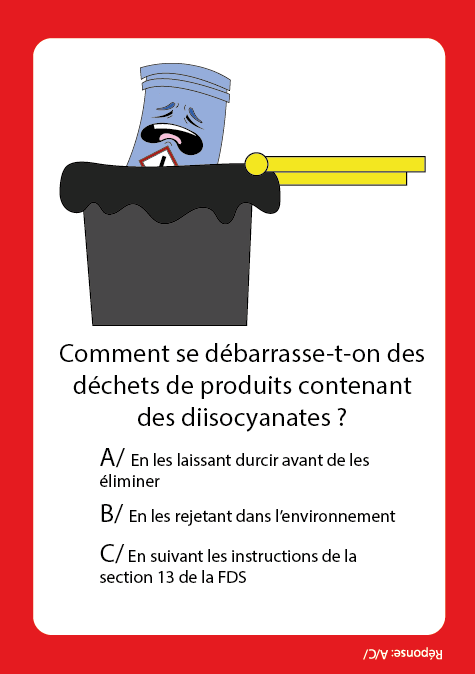 Comment se débarrasse-t-on des
déchets de produits contenant
des diisocyanates ?
A/ En les laissant durcir avant de les
éliminer
B/ En les rejetant dans l’environnement
C/ En suivant les instructions de la
section 13 de la FDS
Réponse: A/C/